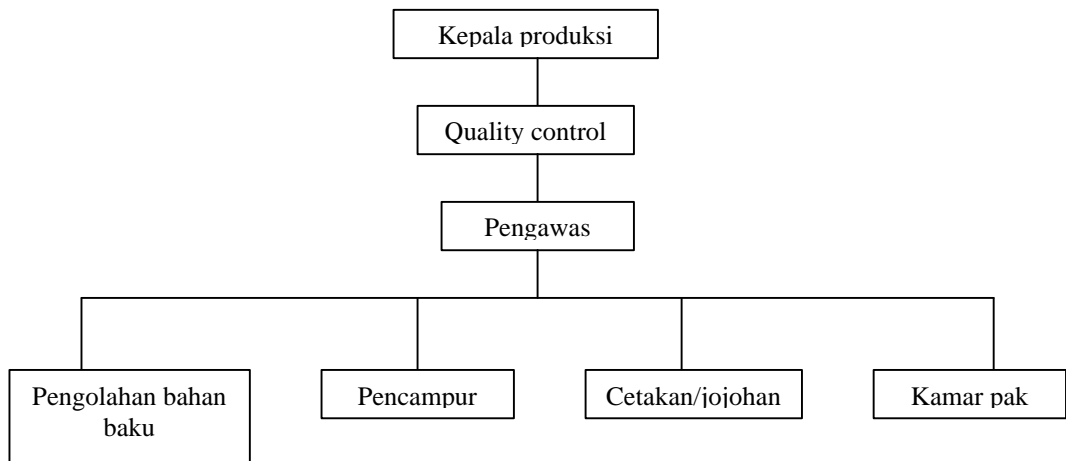 Kepala produksi
Quality control
Pengawas
Pengolahan bahan
baku
Pencampur
Cetakan/jojohan
Kamar pak